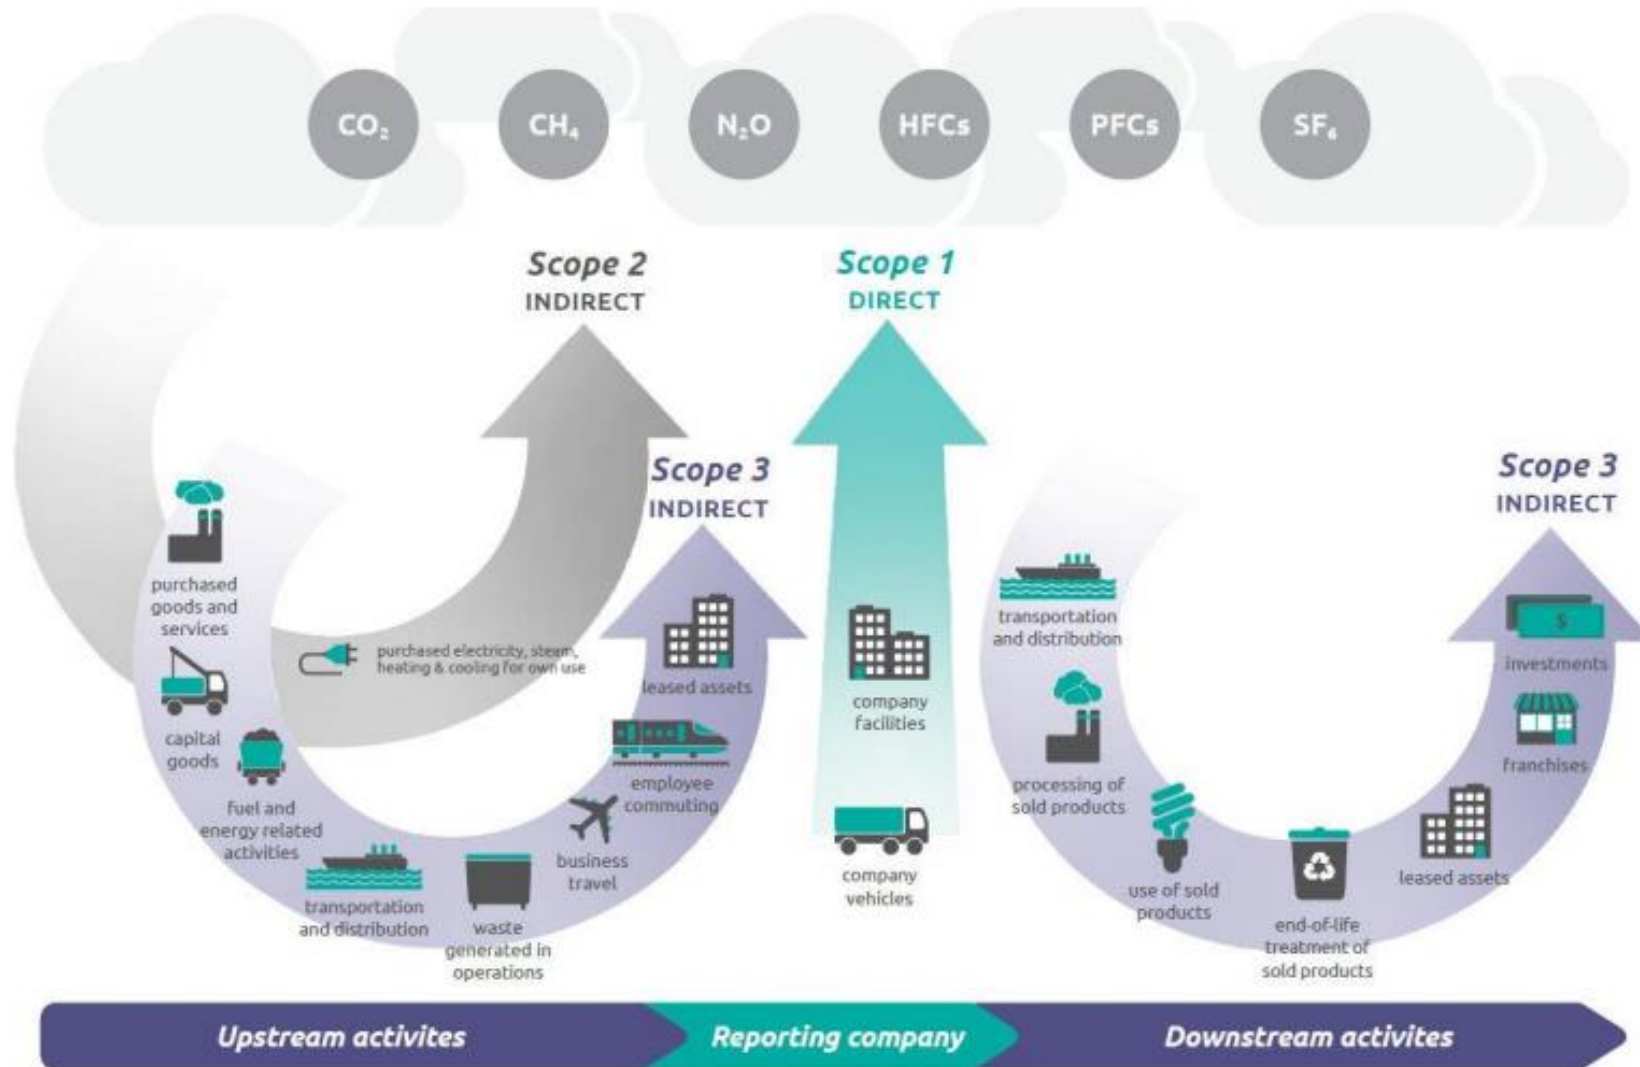 CO₂
CH₄
N₂O
HFCs
PFCs
SF₆
Scope 2
INDIRECT
Scope 1
DIRECT
Scope 3
INDIRECT
Scope 3
INDIRECT
purchased
goods and
services
capital
goods
fuel and
energy related
activities
transportation
and distribution
waste
generated in
operations
business
travel
employee
commuting
leased assets
purchased electricity, steam,
heating & cooling for own use
company
facilities
company
vehicles
transportation
and distribution
processing of
sold products
use of sold
products
end-of-life
treatment of
sold products
leased assets
franchises
$
investments
Upstream activites
Reporting company
Downstream activites